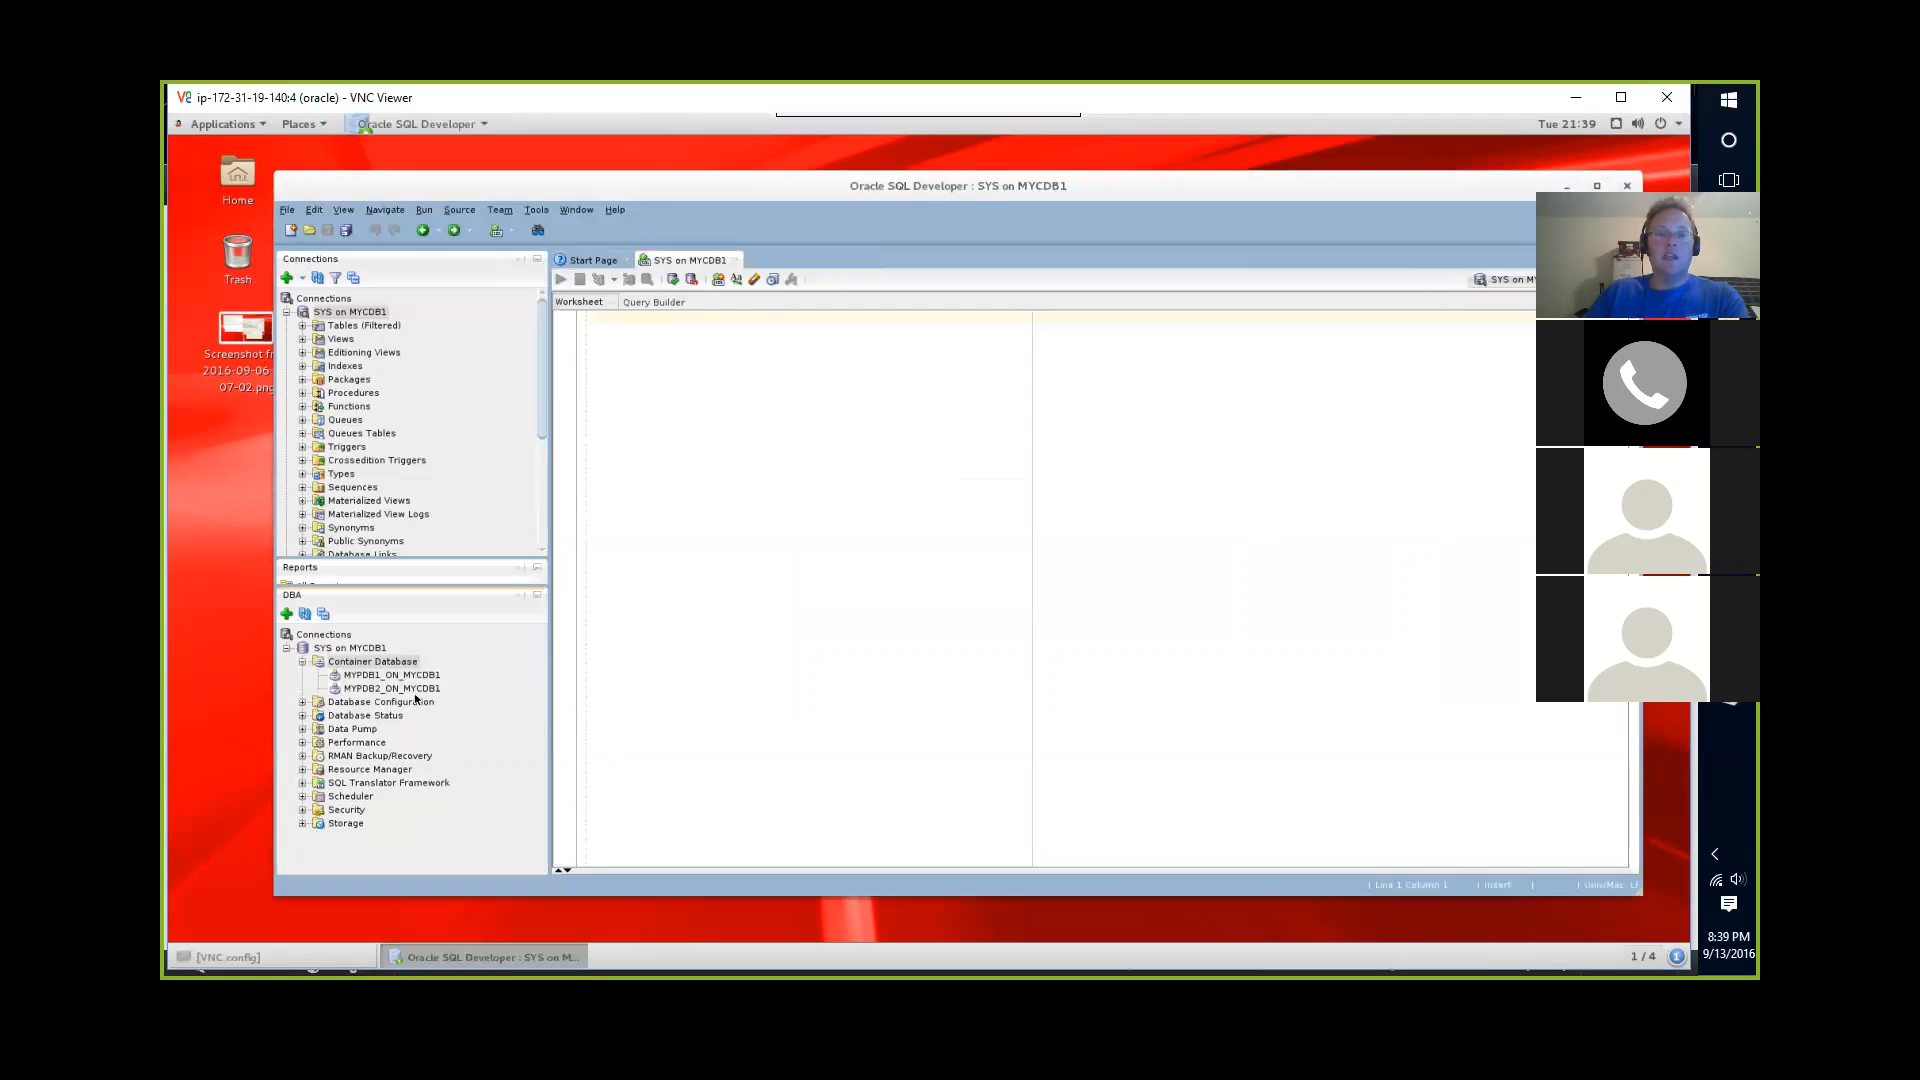 ip-172-31-19-140:4 (oracle) - VNC Viewer
Applications Places Oracle SQL Developer Tue 21:39
Home
Trash
Screenshot fr
2016-09-06
07-02.png
Oracle SQL Developer : SYS on MYCDB1
File Edit View Navigate Run Source Team Tools Window Help
Connections
Start Page SYS on MYCDB1
SYS on MY
Worksheet Query Builder
Connections
SYS on MYCDB1
Tables (Filtered)
Views
Editioning Views
Indexes
Packages
Procedures
Functions
Queues
Queues Tables
Triggers
Crossedition Triggers
Types
Sequences
Materialized Views
Materialized View Logs
Synonyms
Public Synonyms
Database Links
Reports
DBA
Connections
SYS on MYCDB1
Container Database
MYPDB1_ON_MYCDB1
MYPDB2_ON_MYCDB1
Database Configuration
Database Status
Data Pump
Performance
RMAN Backup/Recovery
Resource Manager
SQL Translator Framework
Scheduler
Security
Storage
Line 1 Column 1 Insert
[VNC config] Oracle SQL Developer : SYS on M... 1 / 4 1
8:39 PM
9/13/2016